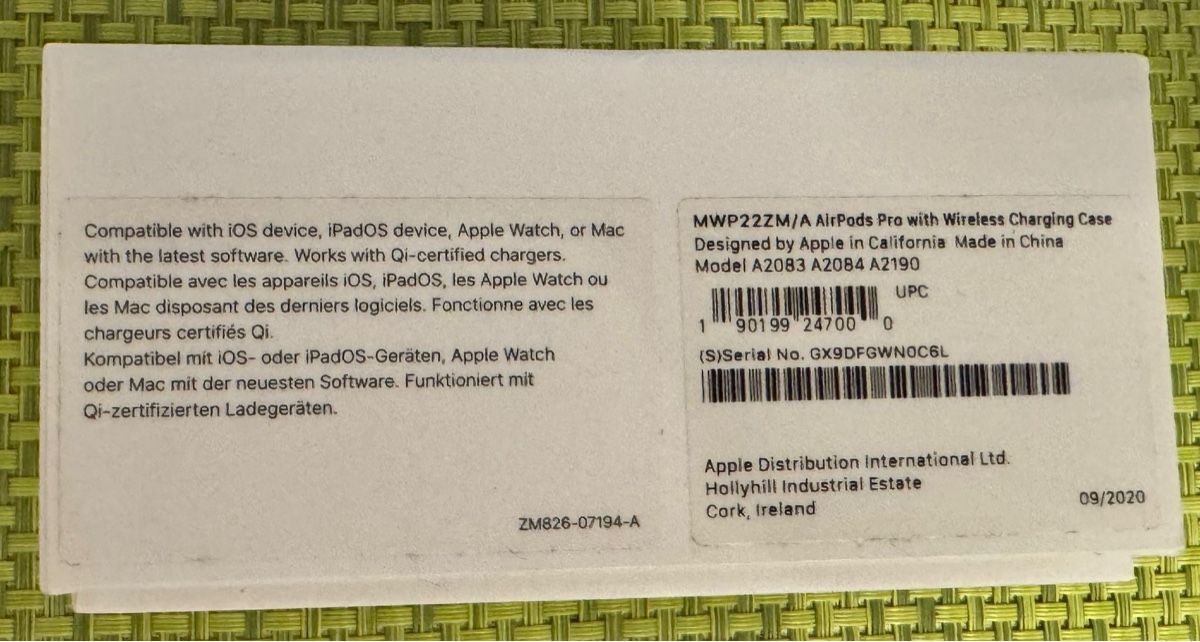 Compatible with iOS device, iPadOS device, Apple Watch, or Mac
with the latest software. Works with Qi-certified chargers.
Compatible avec les appareils iOS, iPadOS, les Apple Watch ou
les Mac disposant des derniers logiciels. Fonctionne avec les
chargeurs certifiés Qi.
Kompatibel mit iOS- oder iPadOS-Geräten, Apple Watch
oder Mac mit der neuesten Software. Funktioniert mit
Qi-zertifizierten Ladegeräten.
ZM826-07194-A
MWP22ZM/A AirPods Pro with Wireless Charging Case
Designed by Apple in California Made in China
Model A2083 A2084 A2190
UPC
1 90199 24700 0
(S)Serial No. GX9DFGWN0C6L
Apple Distribution International Ltd.
Hollyhill Industrial Estate
Cork, Ireland
09/2020